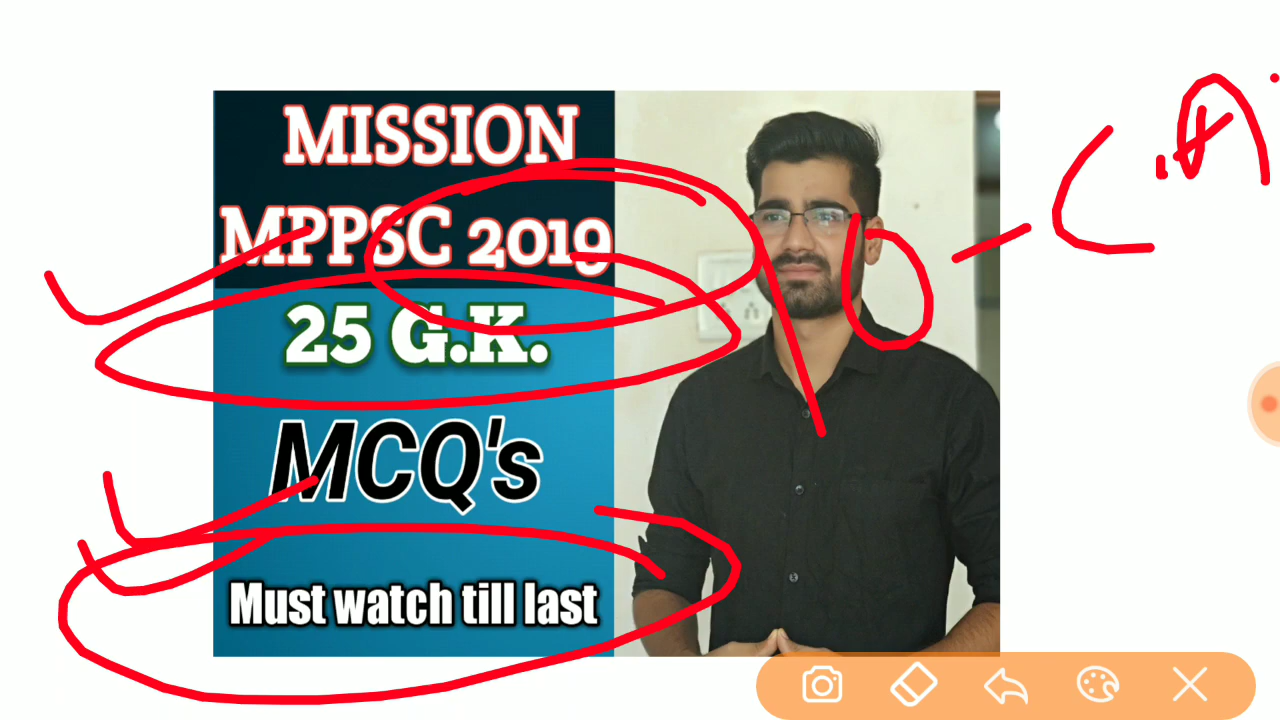 MISSION
MPPSC 2019
25 G.K.
MCQ's
Must watch till last